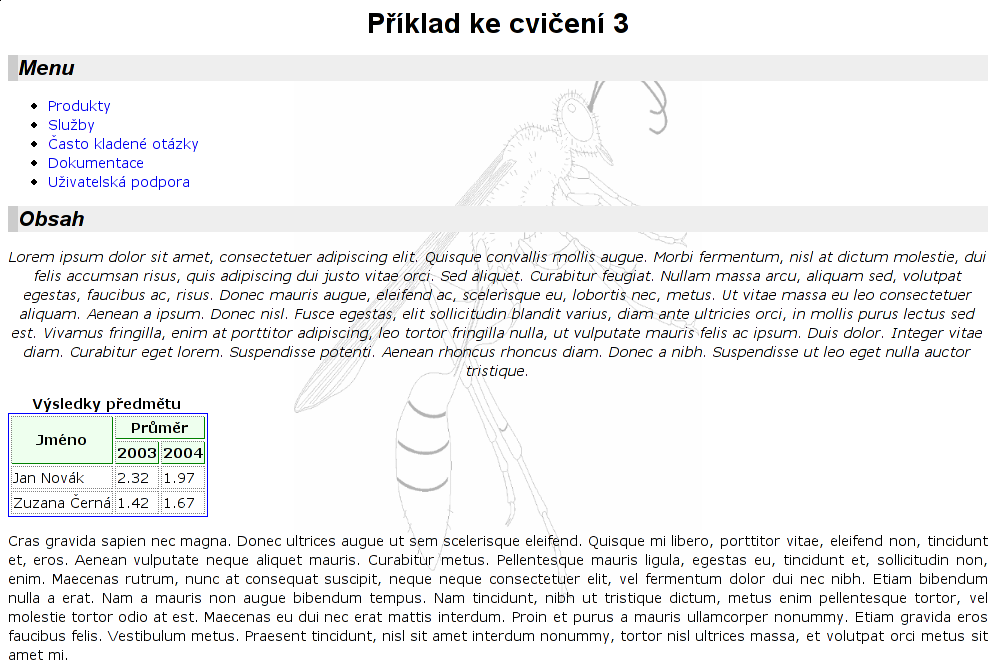 Příklad ke cvičení 3
Menu
Produkty
Služby
Často kladené otázky
Dokumentace
Uživatelská podpora
Obsah
Lorem ipsum dolor sit amet, consectetuer adipiscing elit. Quisque convallis mollis augue. Morbi fermentum, nisl at dictum molestie, dui
felis accumsan risus, quis adipiscing dui justo vitae orci. Sed aliquet. Curabitur feugiat. Nullam massa arcu, aliquam sed, volutpat
egestas, faucibus ac, risus. Donec mauris augue, eleifend ac, scelerisque eu, lobortis nec, metus. Ut vitae massa eu leo consectetuer
aliquam. Aenean a ipsum. Donec nisl. Fusce egestas, elit sollicitudin blandit varius, diam ante ultricies orci, in mollis purus lectus sed
est. Vivamus fringilla, enim at porttitor adipiscing, leo tortor fringilla nulla, ut vulputate mauris felis ac ipsum. Duis dolor. Integer vitae
diam. Curabitur eget lorem. Suspendisse potenti. Aenean rhoncus rhoncus diam. Donec a nibh. Suspendisse ut leo eget nulla auctor
tristique.
Výsledky předmětu
Jméno Průměr
2003 2004
Jan Novák 2.32 1.97
Zuzana Černá 1.42 1.67
Cras gravida sapien nec magna. Donec ultrices augue ut sem scelerisque eleifend. Quisque mi libero, porttitor vitae, eleifend non, tincidunt
et, eros. Aenean vulputate neque aliquet mauris. Curabitur metus. Pellentesque mauris ligula, egestas eu, tincidunt et, sollicitudin non,
enim. Maecenas rutrum, nunc at consequat suscipit, neque neque consectetuer elit, vel fermentum dolor dui nec nibh. Etiam bibendum
nulla a erat. Nam a mauris non augue bibendum tempus. Nam tincidunt, nibh ut tristique dictum, metus enim pellentesque tortor, vel
molestie tortor odio at est. Maecenas eu dui nec erat mattis interdum. Proin et purus a mauris ullamcorper nonummy. Etiam gravida eros
faucibus felis. Vestibulum metus. Praesent tincidunt, nisl sit amet interdum nonummy, tortor nisl ultrices massa, et volutpat orci metus sit
amet mi.